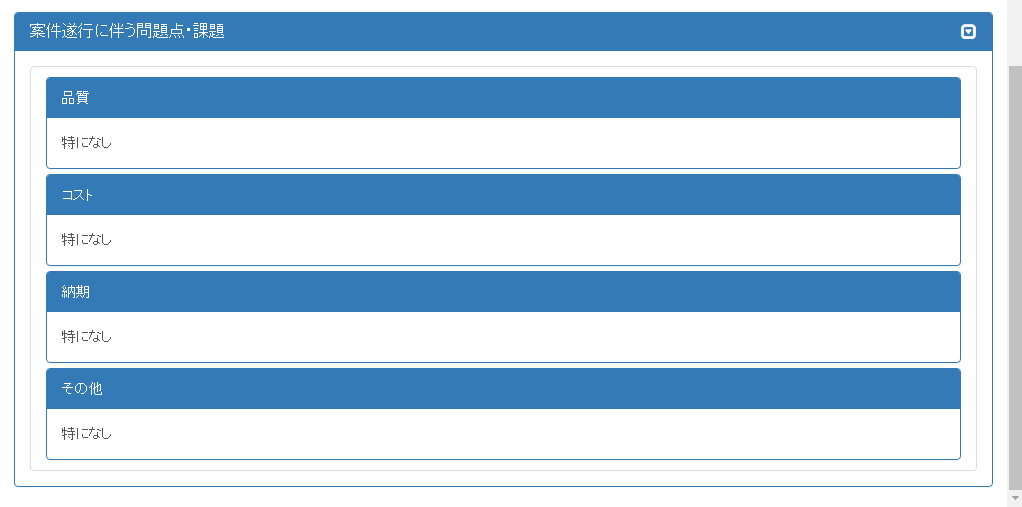 案件遂行に伴う問題点・課題
品質
特になし
コスト
特になし
納期
特になし
その他
特になし